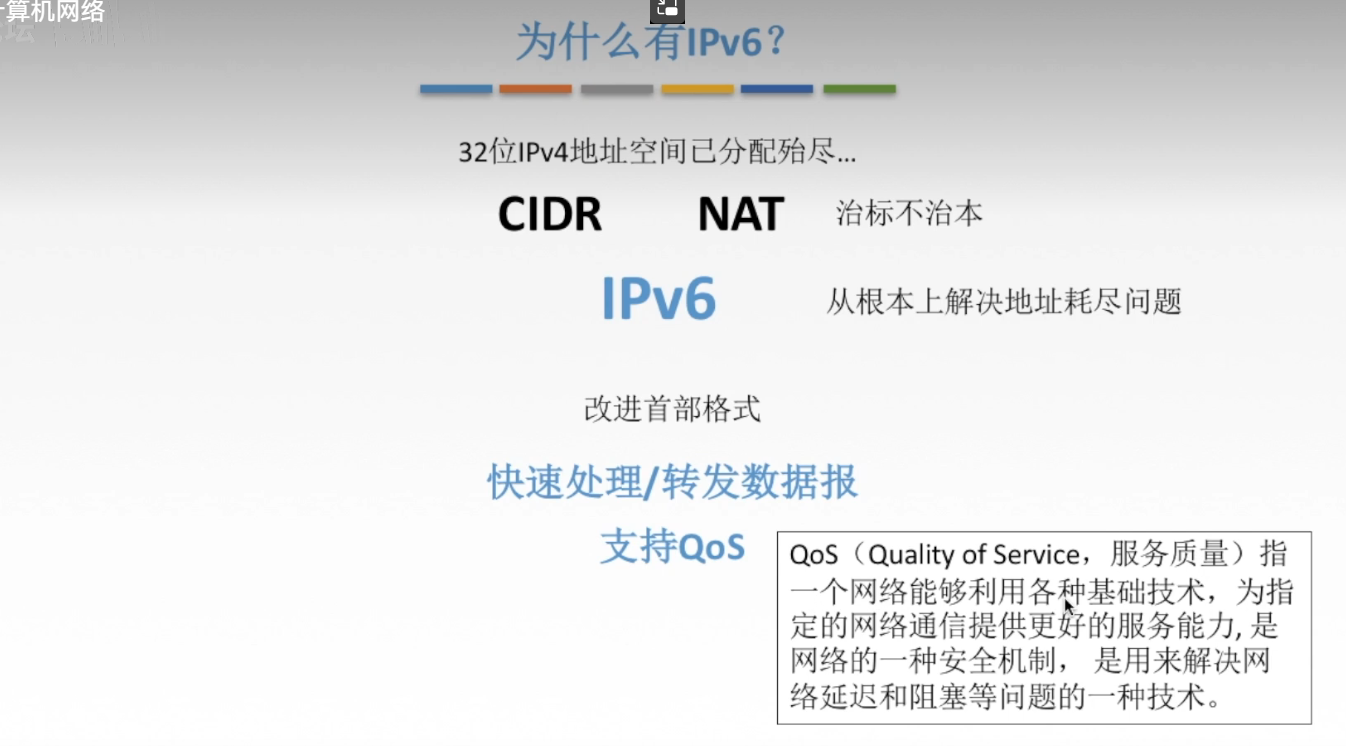 计算机网络
为什么有IPv6？
32位IPv4地址空间已分配殆尽...
CIDR NAT 治标不治本
IPv6 从根本上解决地址耗尽问题
改进首部格式
快速处理/转发数据报
支持QoS
QoS（Quality of Service，服务质量）指
一个网络能够利用各种基础技术，为指
定的网络通信提供更好的服务能力, 是
网络的一种安全机制， 是用来解决网
络延迟和阻塞等问题的一种技术。